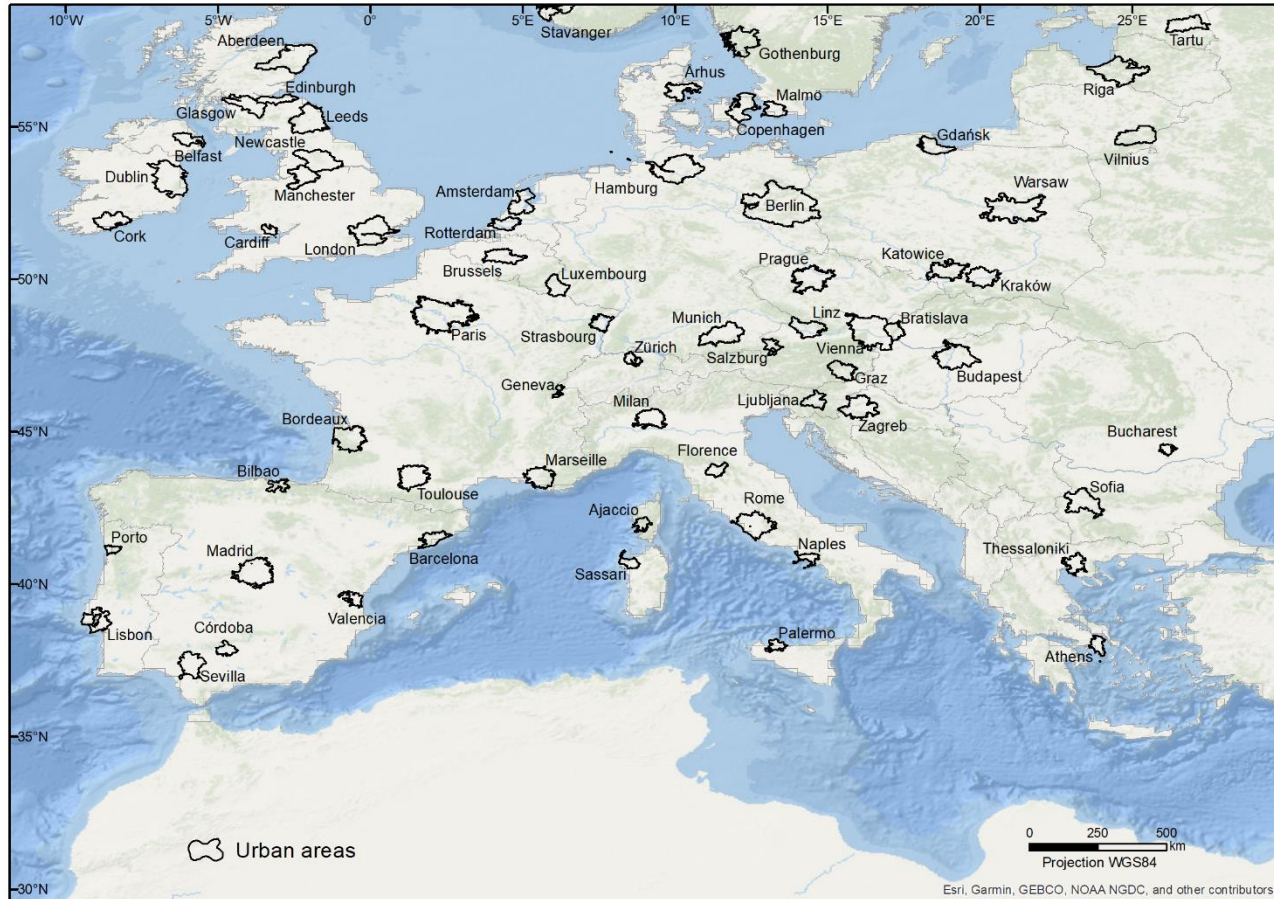 10°W 5°W 0° 5°E 10°E 15°E 20°E 25°E
Stavanger
Tartu
Aberdeen
Gothenburg
Århus
Riga
Edinburgh
Malmö
Glasgow
Leeds
55°N
Copenhagen
Gdańsk
Newcastle
Belfast
Vilnius
Dublin
Manchester
Amsterdam
Hamburg
Warsaw
Berlin
Cork
Cardiff
London
Rotterdam
Brussels
Luxembourg
Prague
Katowice
50°N
Kraków
Paris
Strasbourg
Munich
Linz
Bratislava
Zürich
Salzburg
Vienna
Budapest
Geneva
Graz
Milan
Ljubljana
Bordeaux
Zagreb
45°N
Bucharest
Florence
Bilbao
Marseille
Toulouse
Sofia
Rome
Ajaccio
Porto
Madrid
Barcelona
Naples
Thessaloniki
Sassari
40°N
Valencia
Lisbon
Córdoba
Palermo
Athens
Sevilla
35°N
0 250 500
km
Urban areas
Projection WGS84
30°N
Esri, Garmin, GEBCO, NOAA NGDC, and other contributors